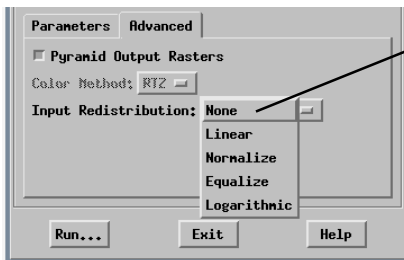 Parameters Advanced
Pyramid Output Rasters
Color Method: RTZ
Input Redistribution: None
Linear
Normalize
Equalize
Logarithmic
Run... Exit Help